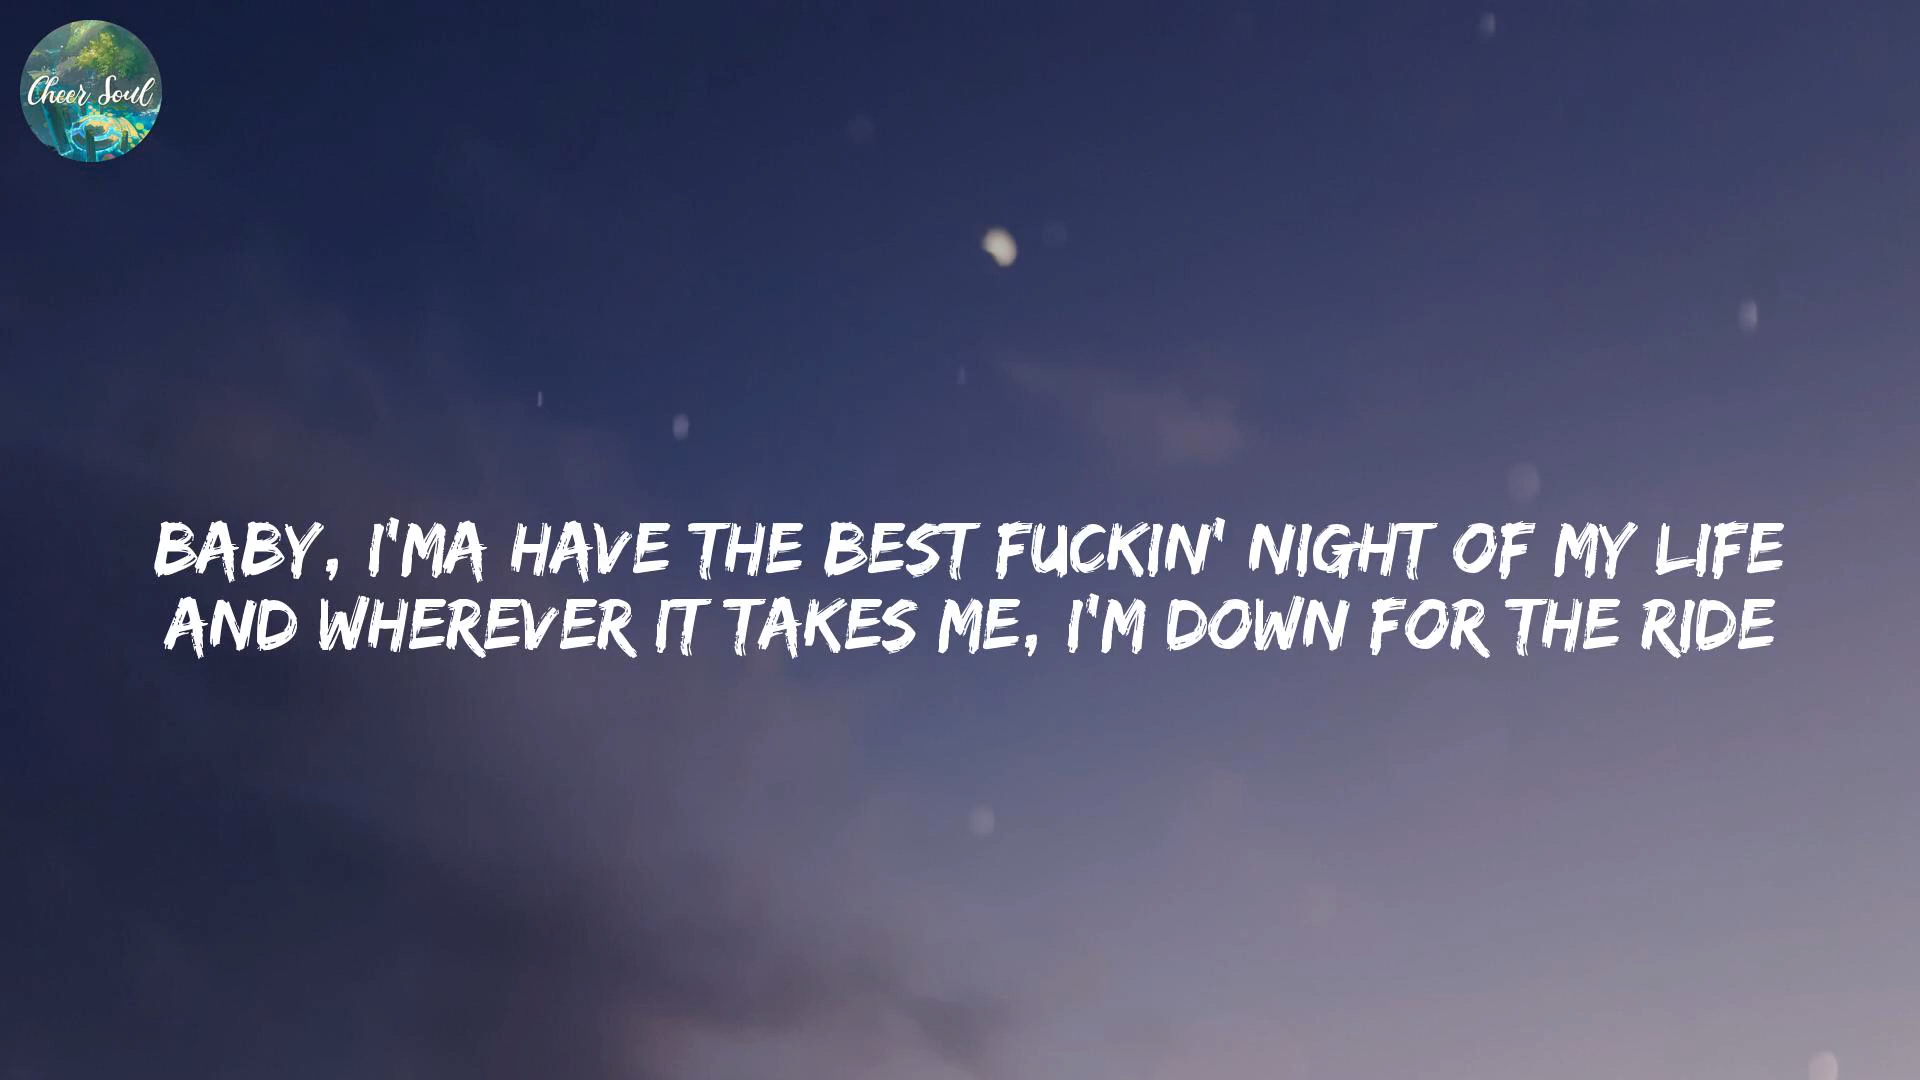 Cheer Soul
BABY, I'MA HAVE THE BEST FUCKIN' NIGHT OF MY LIFE
AND WHEREVER IT TAKES ME, I'M DOWN FOR THE RIDE